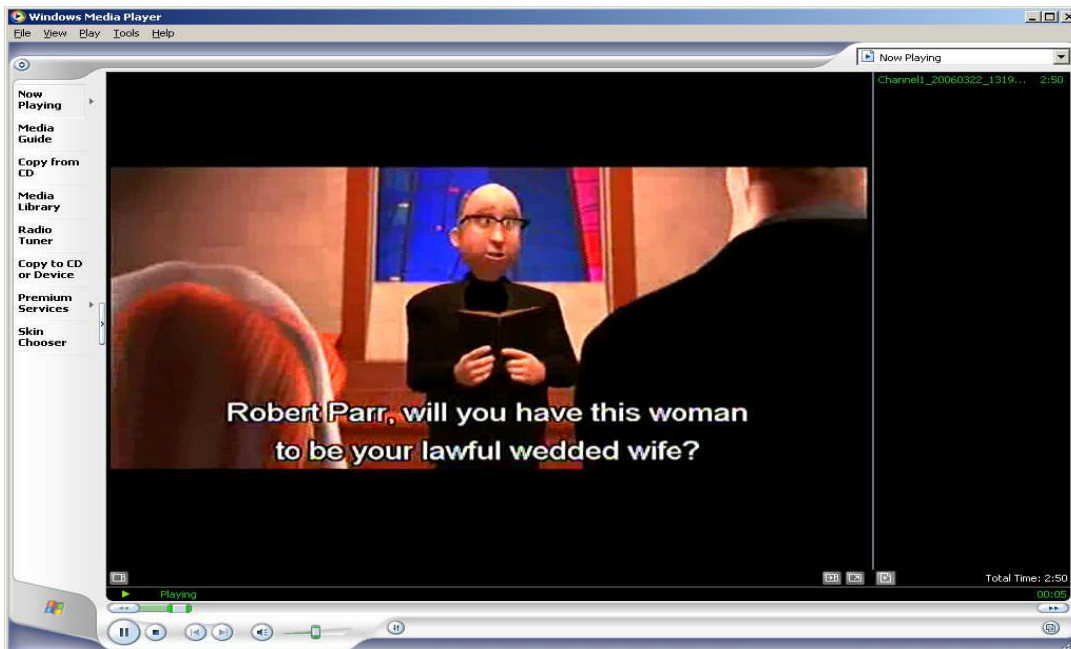 Windows Media Player
File View Play Tools Help
Now Playing
Channel1_20060322_1319... 2:50
Now
Playing
Media
Guide
Copy from
CD
Media
Library
Radio
Tuner
Copy to CD
or Device
Premium
Services
Skin
Chooser
Robert Parr, will you have this woman
to be your lawful wedded wife?
Total Time: 2:50
Playing 00:05